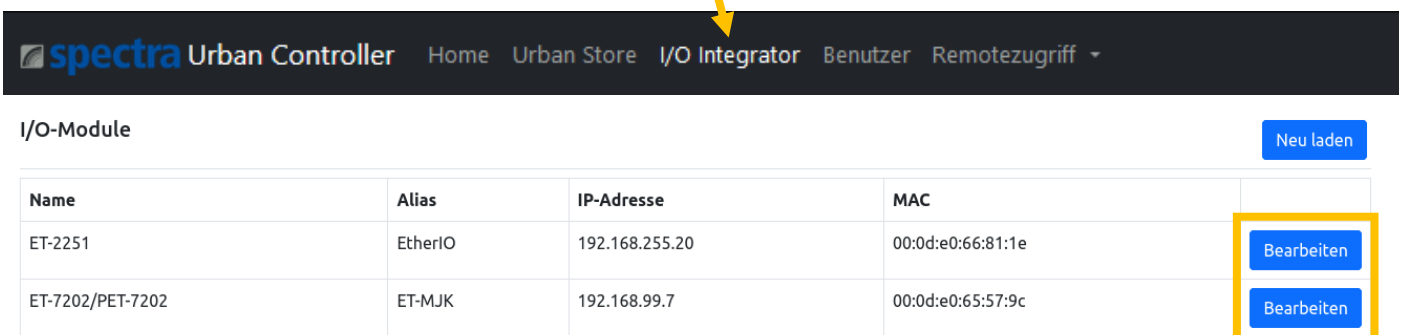 spectra Urban Controller Home Urban Store I/O Integrator Benutzer Remotezugriff
I/O-Module
Neu laden
Name Alias IP-Adresse MAC
ET-2251 EtherIO 192.168.255.20 00:0d:e0:66:81:1e Bearbeiten
ET-7202/PET-7202 ET-MJK 192.168.99.7 00:0d:e0:65:57:9c Bearbeiten